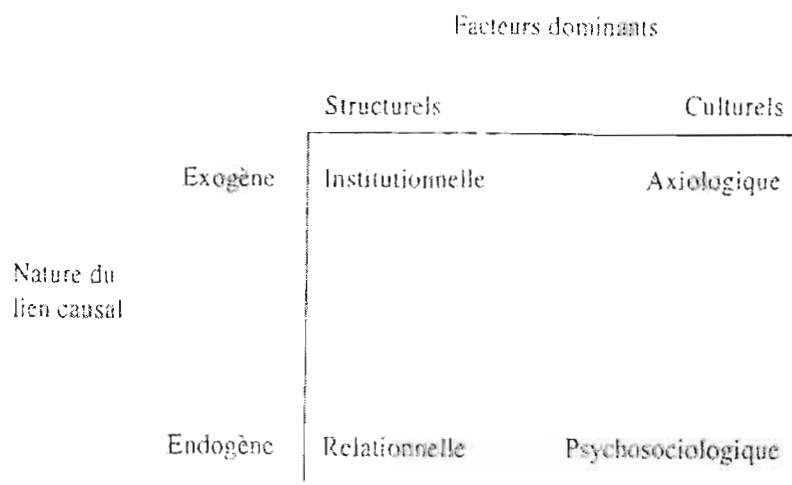 Facteurs dominants
Structurels Culturels
Exogène Institutionnelle Axiologique
Nature du
lien causal
Endogène Relationnelle Psychosociologique